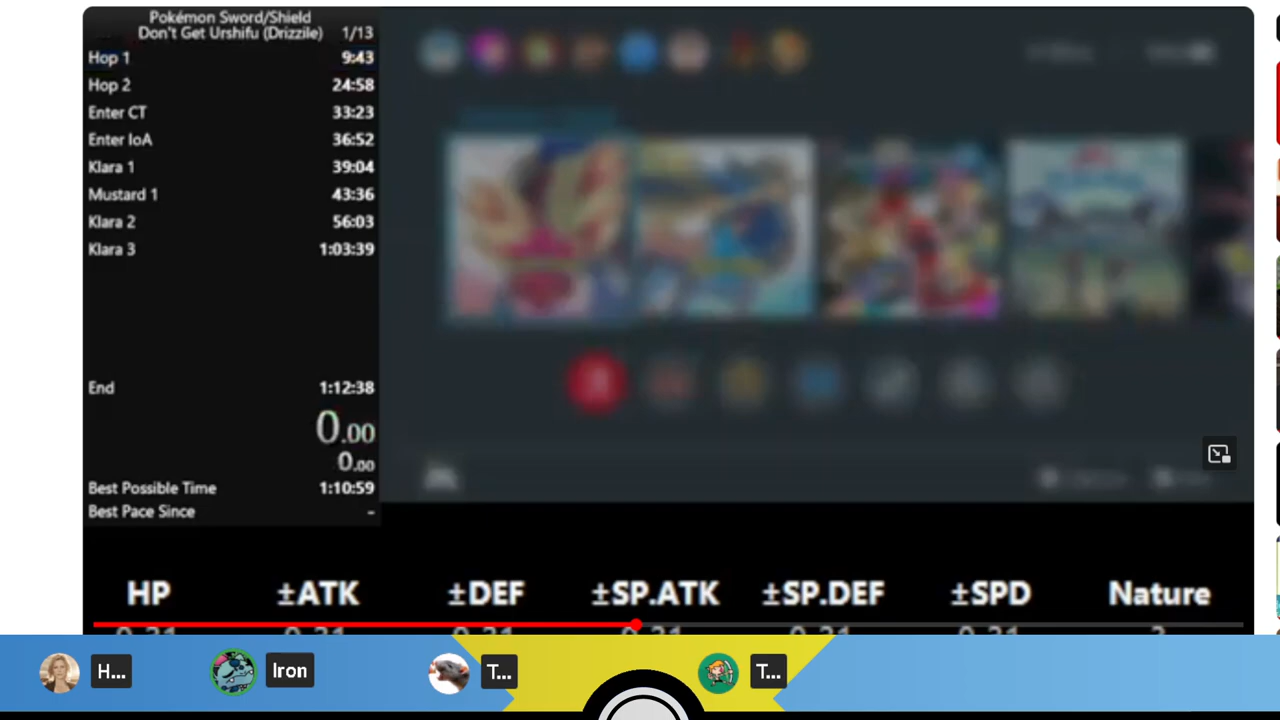 Pokémon Sword/Shield
Don't Get Urshifu (Drizzile) 1/13
Hop 1 9:43
Hop 2 24:58
Enter CT 33:23
Enter IoA 36:52
Klara 1 39:04
Mustard 1 43:36
Klara 2 56:03
Klara 3 1:03:39
End 1:12:38
0.00
0.00
Best Possible Time 1:10:59
Best Pace Since -
HP ±ATK ±DEF ±SP.ATK ±SP.DEF ±SPD Nature
H... Iron T... T...